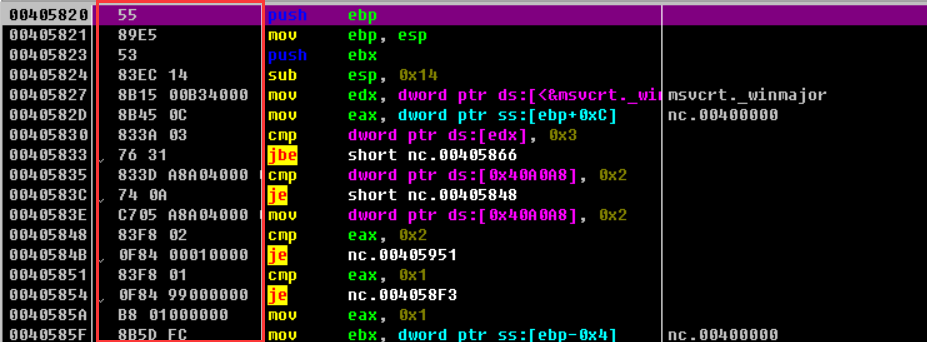 00405820 55 push ebp
00405821 89E5 mov ebp, esp
00405823 53 push ebx
00405824 83EC 14 sub esp, 0x14
00405827 8B15 00B34000 mov edx, dword ptr ds:[<&msvcrt._wi msvcrt._winmajor
0040582D 8B45 0C mov eax, dword ptr ss:[ebp+0xC] nc.00400000
00405830 833A 03 cmp dword ptr ds:[edx], 0x3
00405833 76 31 jbe short nc.00405866
00405835 833D A8A04000 cmp dword ptr ds:[0x40A0A8], 0x2
0040583C 74 0A je short nc.00405848
0040583E C705 A8A04000 mov dword ptr ds:[0x40A0A8], 0x2
00405848 83F8 02 cmp eax, 0x2
0040584B 0F84 00010000 je nc.00405951
00405851 83F8 01 cmp eax, 0x1
00405854 0F84 99000000 je nc.004058F3
0040585A B8 01000000 mov eax, 0x1
0040585F 8B5D FC mov ebx, dword ptr ss:[ebp-0x4] nc.00400000